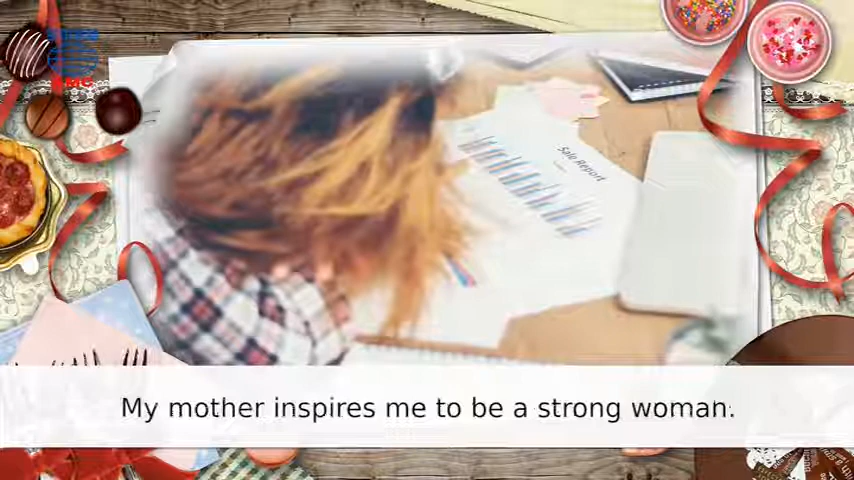 Sale Report
My mother inspires me to be a strong woman.